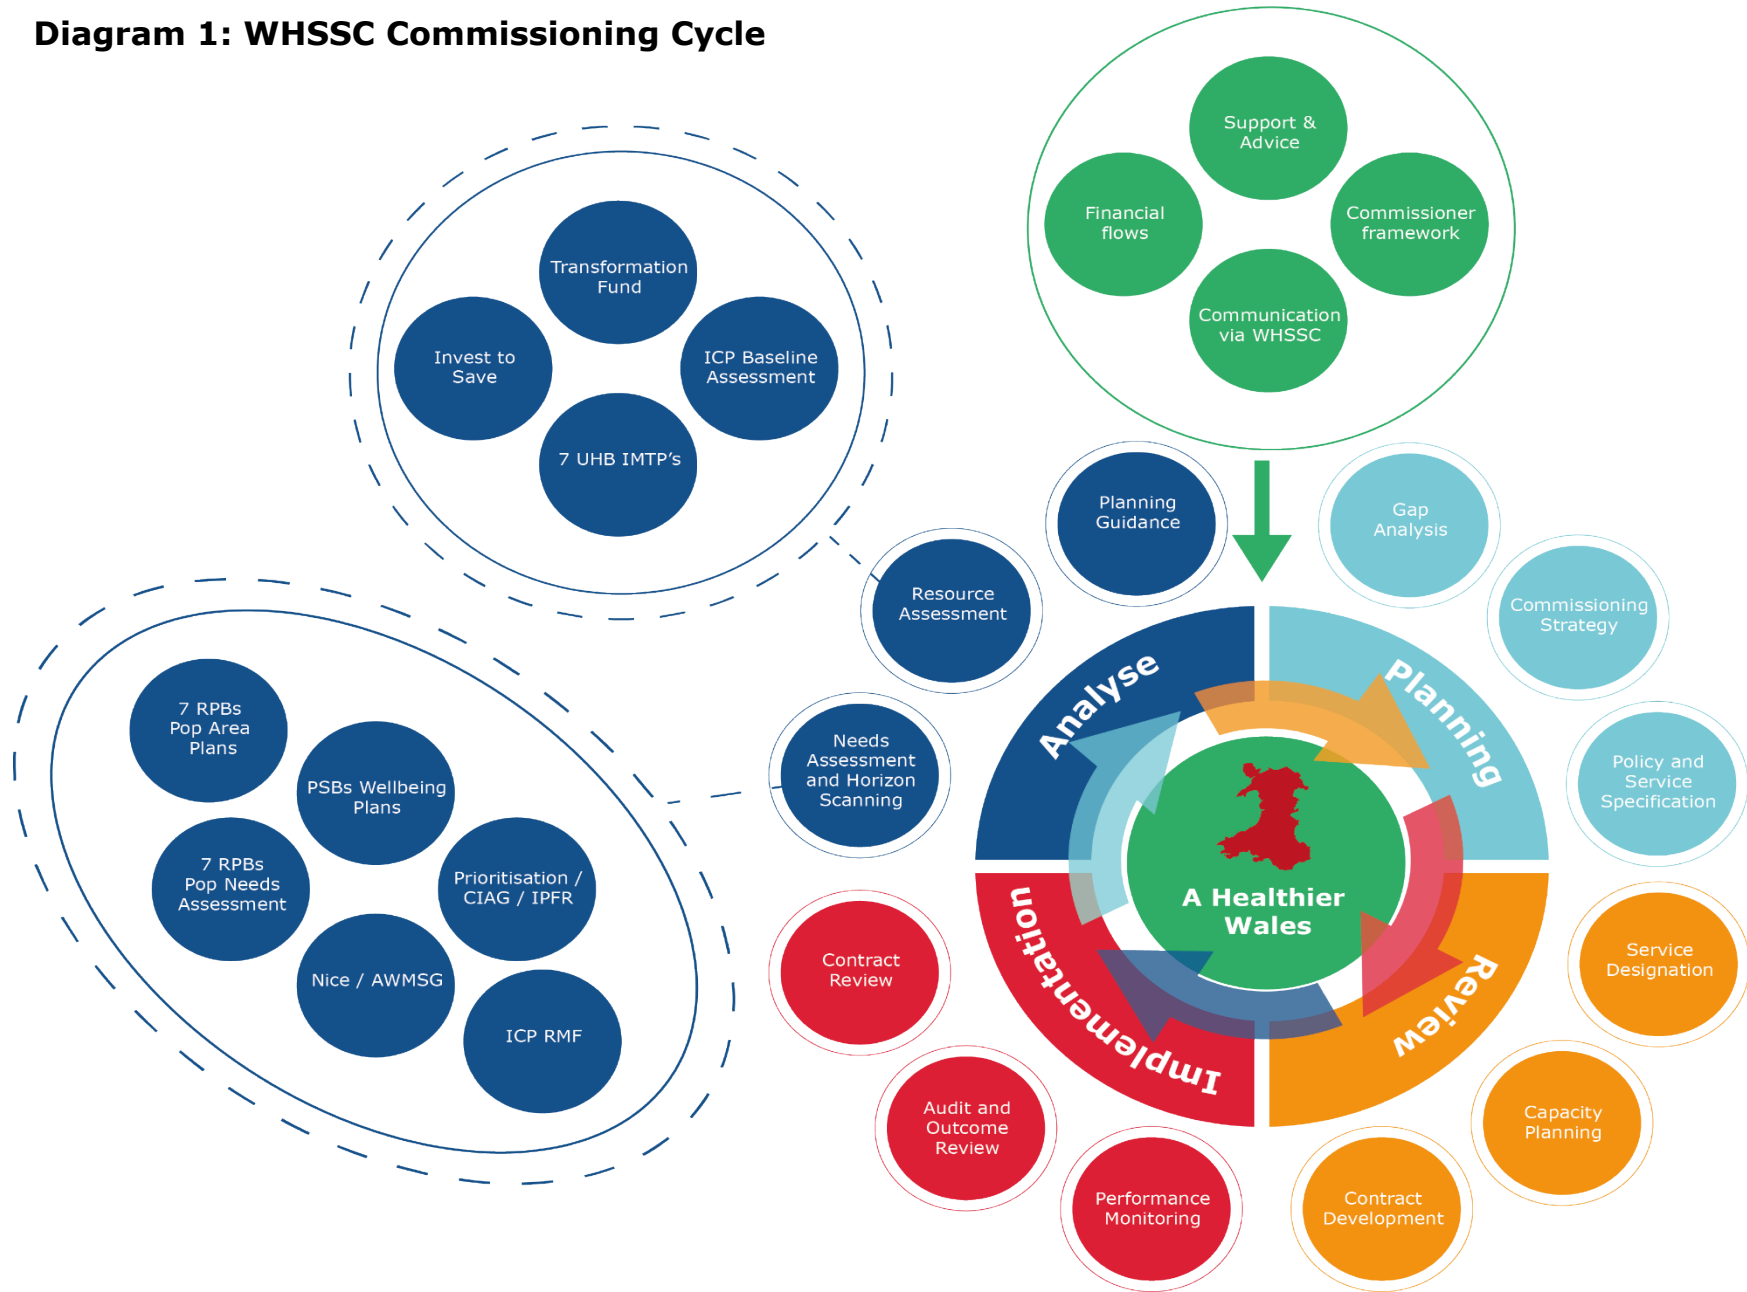 Diagram 1: WHSSC Commissioning Cycle
Support &
Advice
Financial
flows
Commissioner
framework
Communication
via WHSSC
Transformation
Fund
Invest to
Save
ICP Baseline
Assessment
7 UHB IMTP’s
Planning
Guidance
Gap
Analysis
Resource
Assessment
Commissioning
Strategy
Needs
Assessment
and Horizon
Scanning
Policy and
Service
Specification
Analyse
Planning
A Healthier
Wales
Implementation
Review
7 RPBs
Pop Area
Plans
PSBs Wellbeing
Plans
7 RPBs
Pop Needs
Assessment
Prioritisation /
CIAG / IPFR
Nice / AWMSG
ICP RMF
Contract
Review
Service
Designation
Audit and
Outcome
Review
Capacity
Planning
Performance
Monitoring
Contract
Development